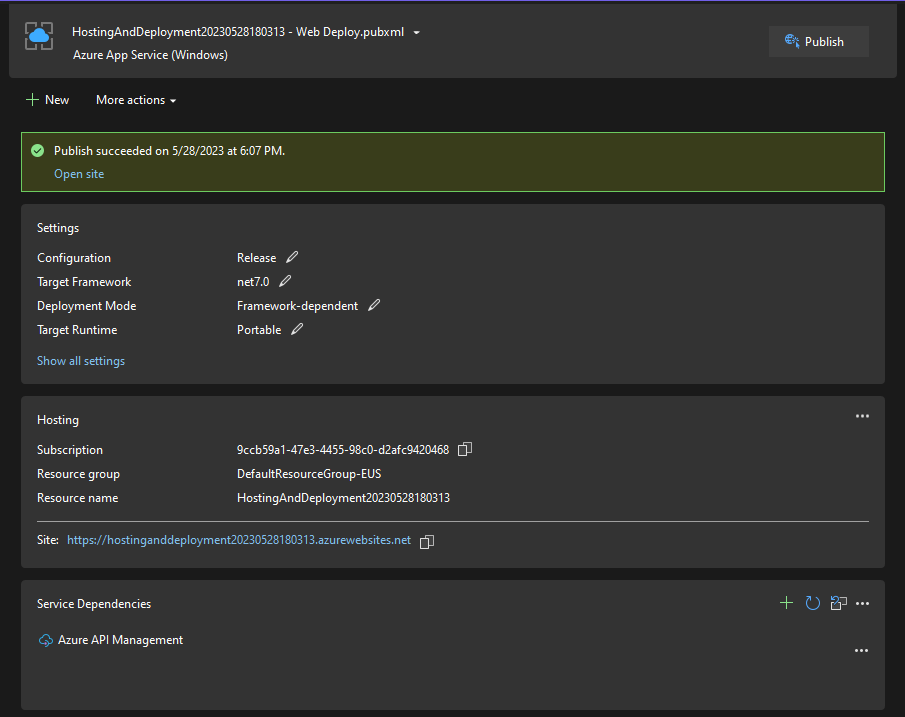 HostingAndDeployment20230528180313 - Web Deploy.pubxml
Azure App Service (Windows)
Publish
New
More actions
Publish succeeded on 5/28/2023 at 6:07 PM.
Open site
Settings
Configuration Release
Target Framework net7.0
Deployment Mode Framework-dependent
Target Runtime Portable
Show all settings
Hosting
Subscription 9ccb59a1-47e3-4455-98c0-d2afc9420468
Resource group DefaultResourceGroup-EUS
Resource name HostingAndDeployment20230528180313
Site: https://hostinganddeployment20230528180313.azurewebsites.net
Service Dependencies
Azure API Management